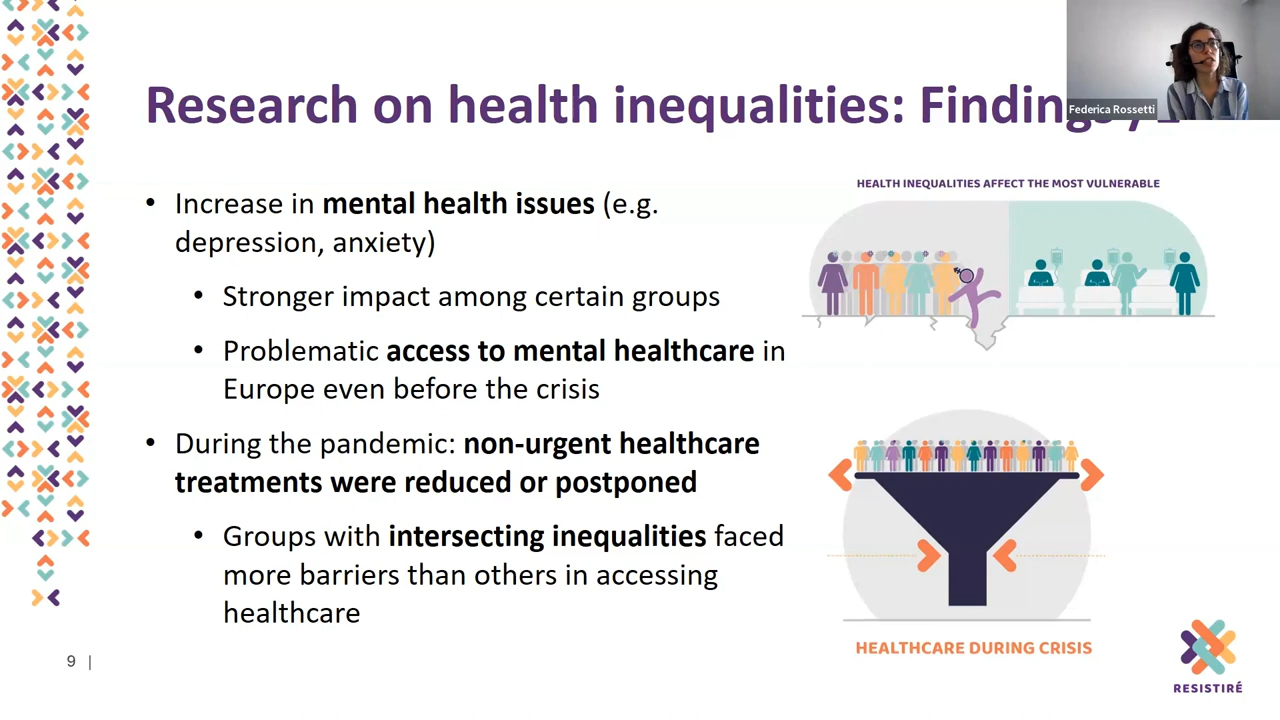 Research on health inequalities: Findings
Federica Rossetti
• Increase in mental health issues (e.g.
depression, anxiety)
• Stronger impact among certain groups
• Problematic access to mental healthcare in
Europe even before the crisis
• During the pandemic: non-urgent healthcare
treatments were reduced or postponed
• Groups with intersecting inequalities faced
more barriers than others in accessing
healthcare
HEALTH INEQUALITIES AFFECT THE MOST VULNERABLE
HEALTHCARE DURING CRISIS
9 |
RESISTIRÉ